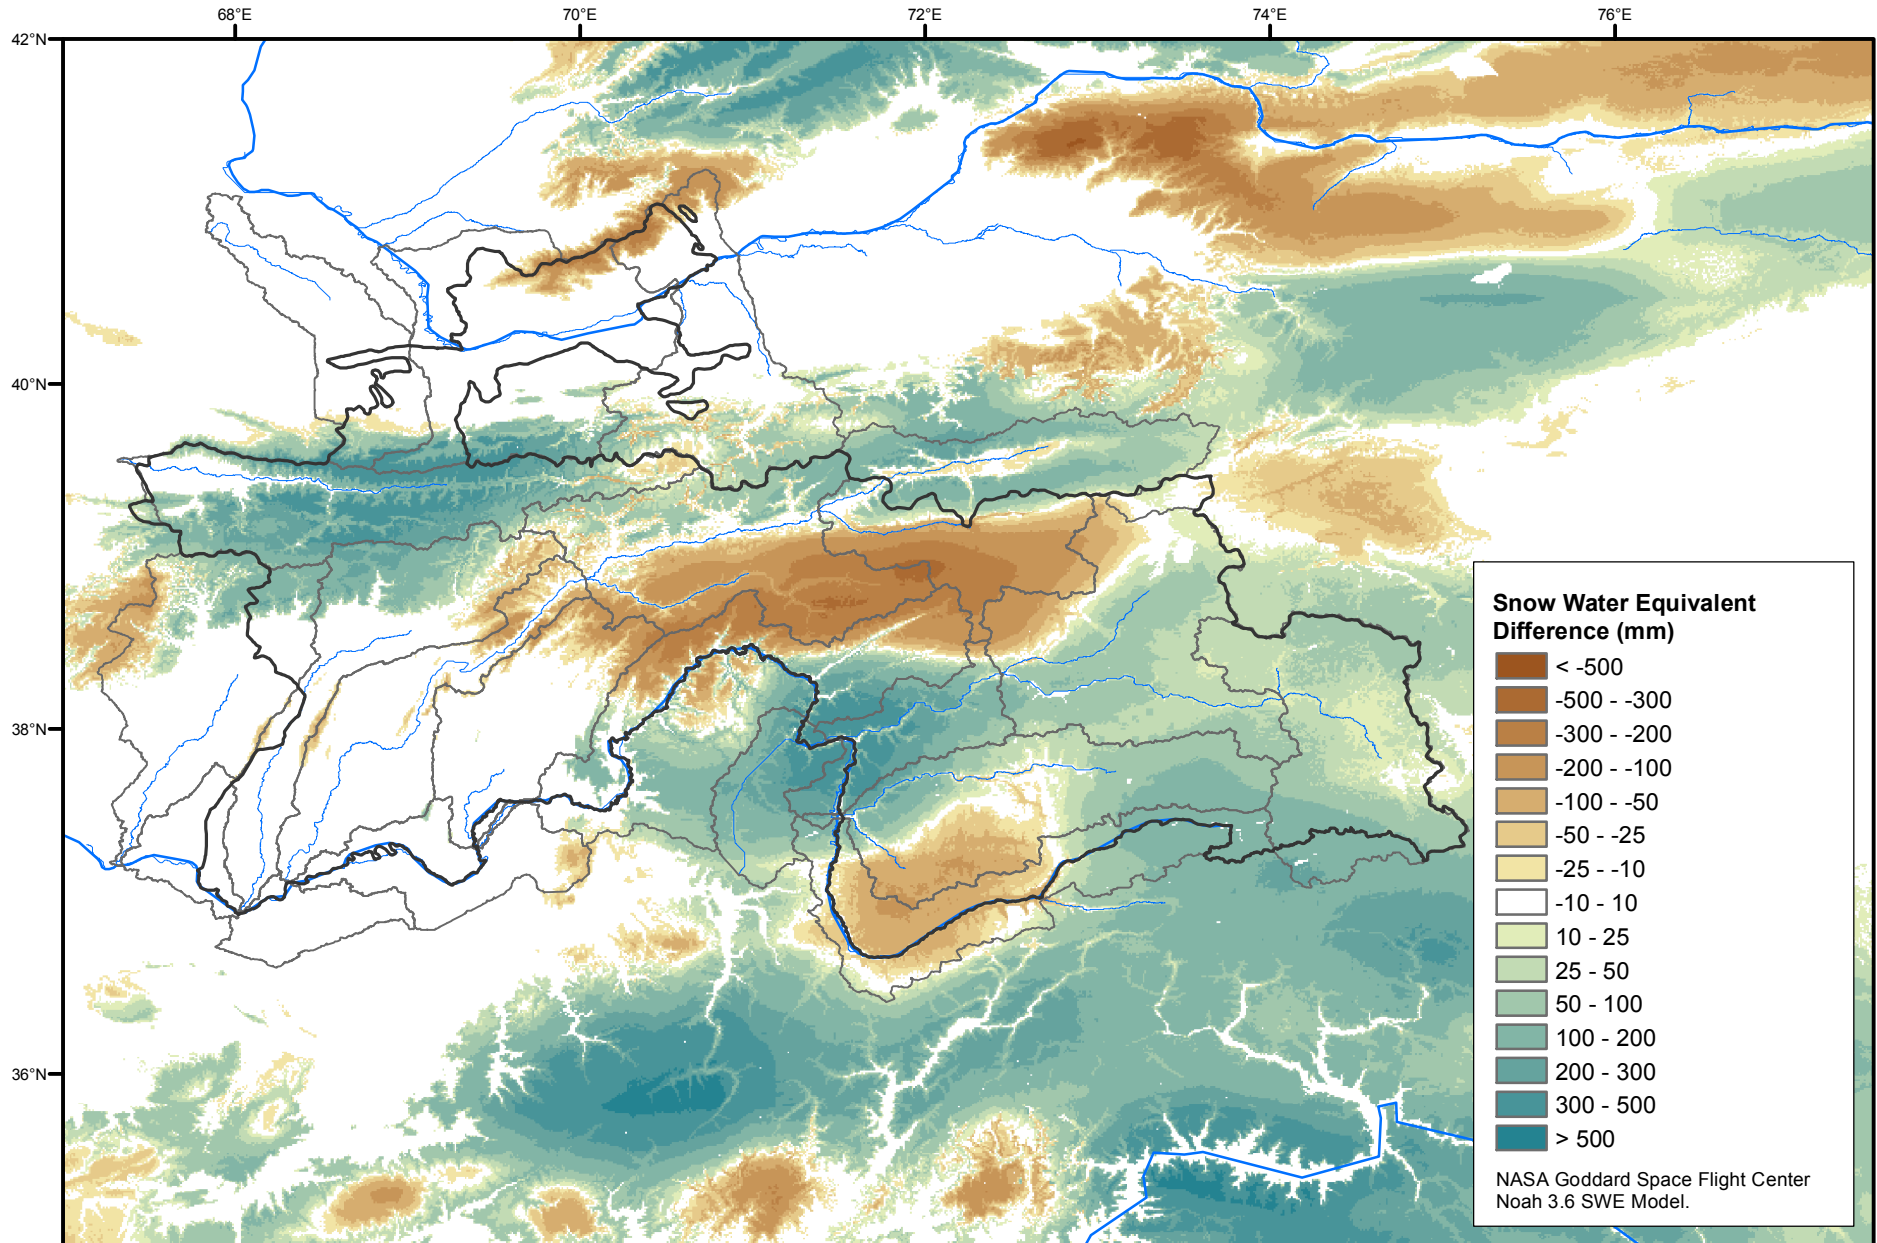 68°E
70°E
72°E
74°E
76°E
42°N
40°N
38°N
36°N
Snow Water Equivalent
Difference (mm)
< -500
-500 - -300
-300 - -200
-200 - -100
-100 - -50
-50 - -25
-25 - -10
-10 - 10
10 - 25
25 - 50
50 - 100
100 - 200
200 - 300
300 - 500
> 500
NASA Goddard Space Flight Center
Noah 3.6 SWE Model.